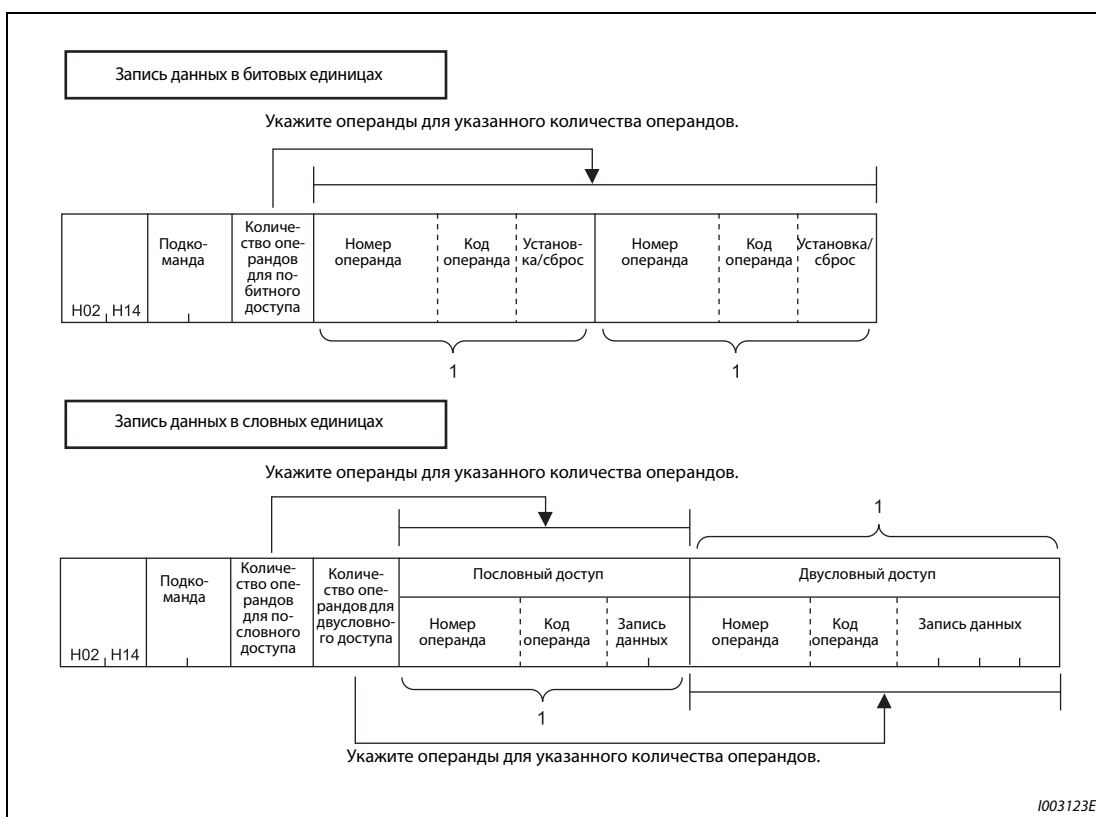 Запись данных в битовых единицах
Укажите операнды для указанного количества операндов.
H02 H14
Подко-
манда
Количе-
ство опе-
рандов
для по-
битного
доступа
Номер
операнда
Код
операнда
Установ-
ка/сброс
Номер
операнда
Код
операнда
Установка/
сброс
1
1
Запись данных в словных единицах
Укажите операнды для указанного количества операндов.
1
H02 H14
Подко-
манда
Количе-
ство опе-
рандов
для по-
словного
доступа
Количе-
ство опе-
рандов для
двусловно-
го доступа
Пословный доступ
Номер
операнда
Код
операнда
Запись
данных
Двусловный доступ
Номер
операнда
Код
операнда
Запись данных
1
Укажите операнды для указанного количества операндов.
I003123E